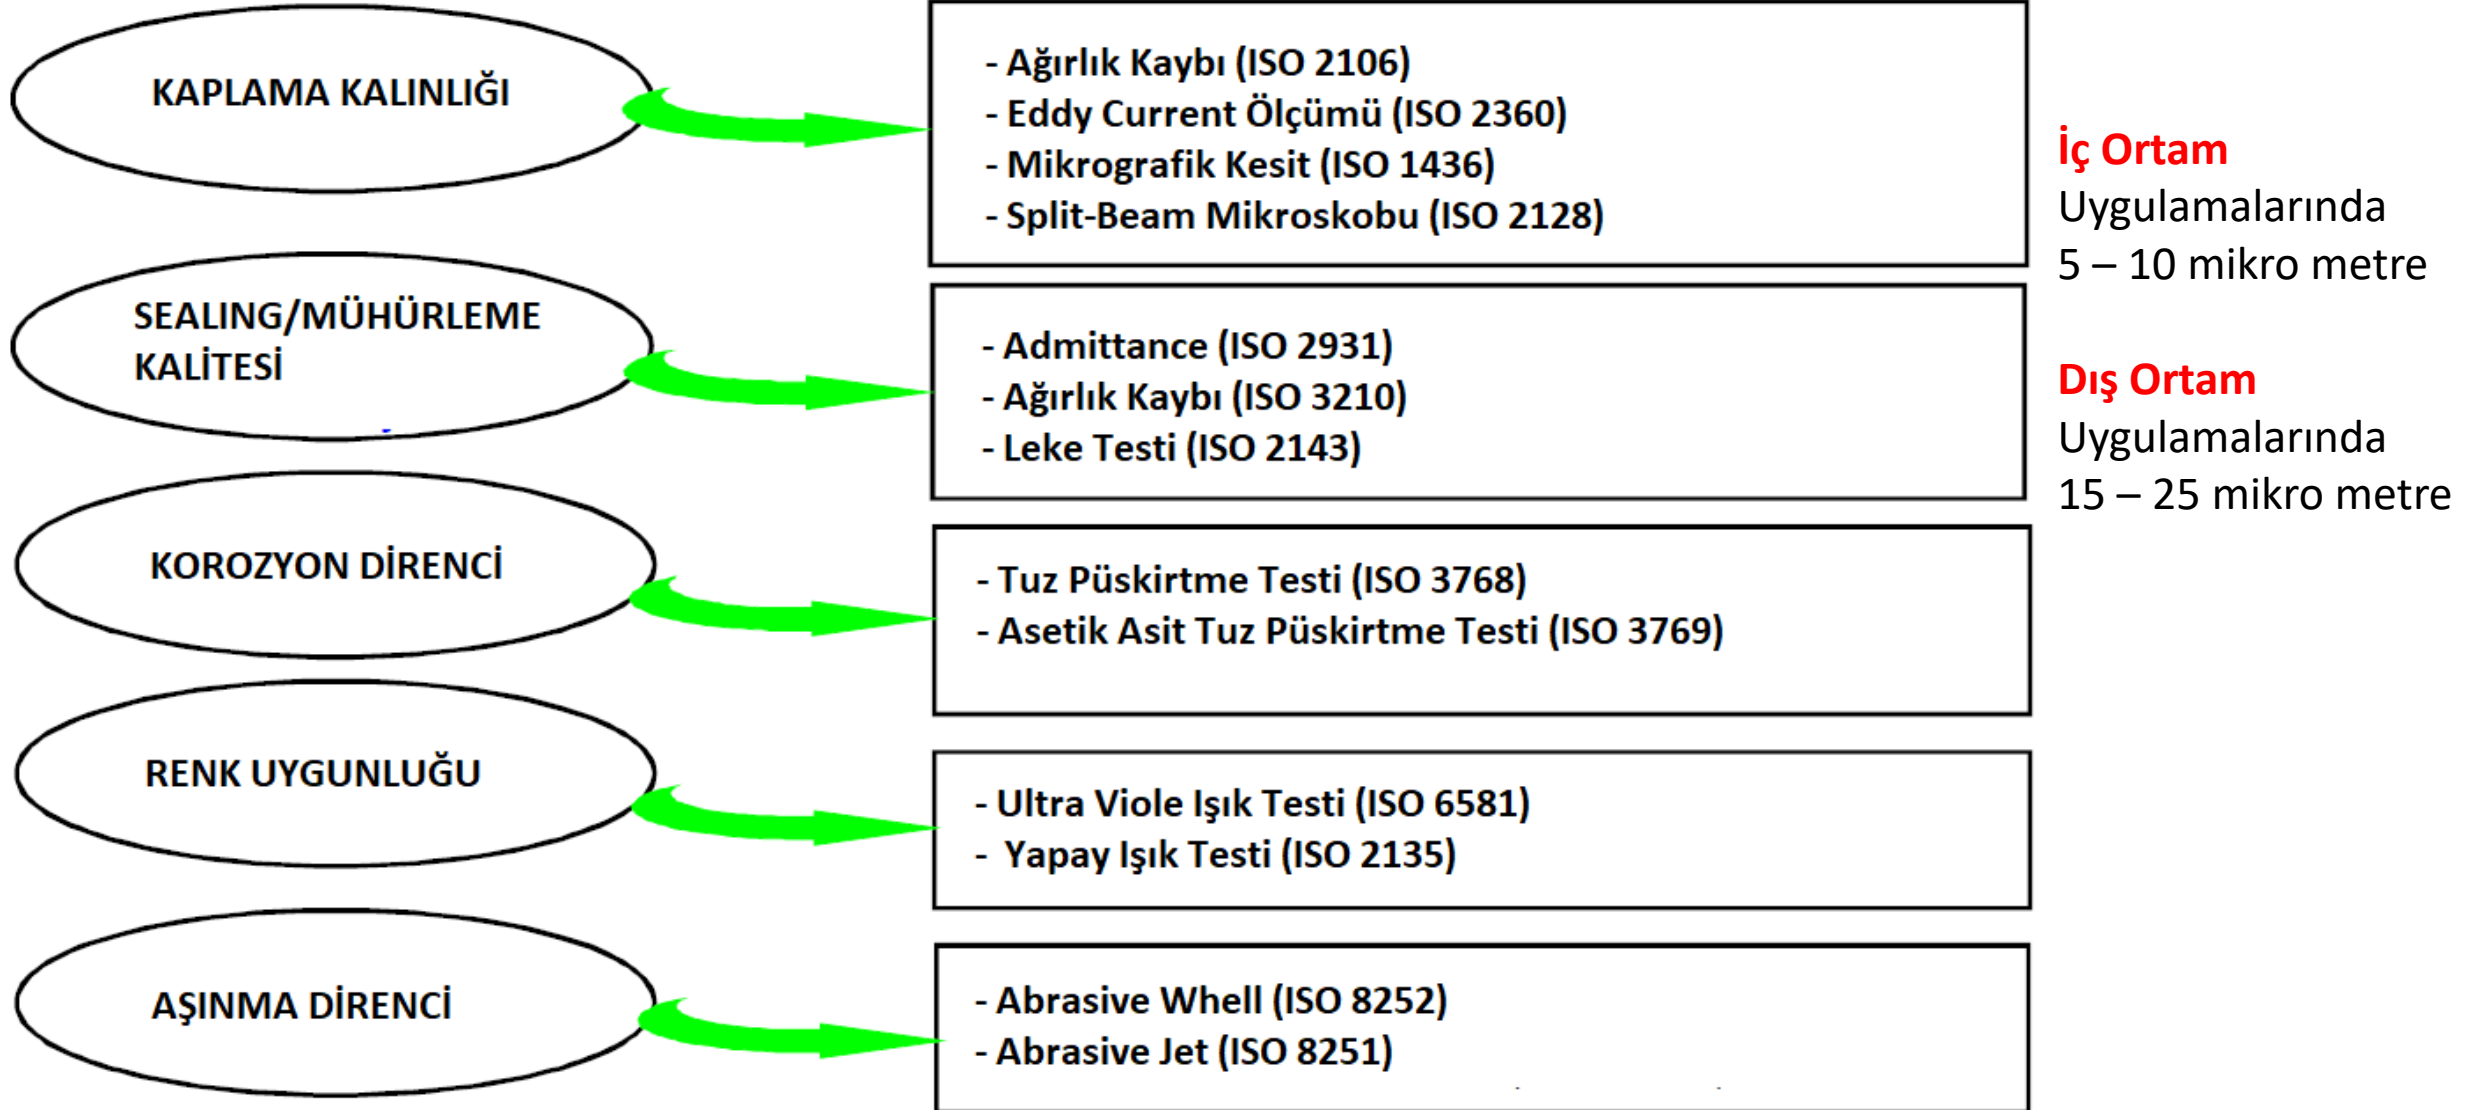 KAPLAMA KALINLIĞI
- Ağırlık Kaybı (ISO 2106)
- Eddy Current Ölçümü (ISO 2360)
- Mikrografik Kesit (ISO 1436)
- Split-Beam Mikroskobu (ISO 2128)
SEALING/MÜHÜRLEME
KALİTESİ
- Admittance (ISO 2931)
- Ağırlık Kaybı (ISO 3210)
- Leke Testi (ISO 2143)
KOROZYON DİRENCİ
- Tuz Püskirtme Testi (ISO 3768)
- Asetik Asit Tuz Püskirtme Testi (ISO 3769)
RENK UYGUNLUĞU
- Ultra Viole Işık Testi (ISO 6581)
- Yapay Işık Testi (ISO 2135)
AŞINMA DİRENCİ
- Abrasive Whell (ISO 8252)
- Abrasive Jet (ISO 8251)
İç Ortam
Uygulamalarında
5 – 10 mikro metre
Dış Ortam
Uygulamalarında
15 – 25 mikro metre